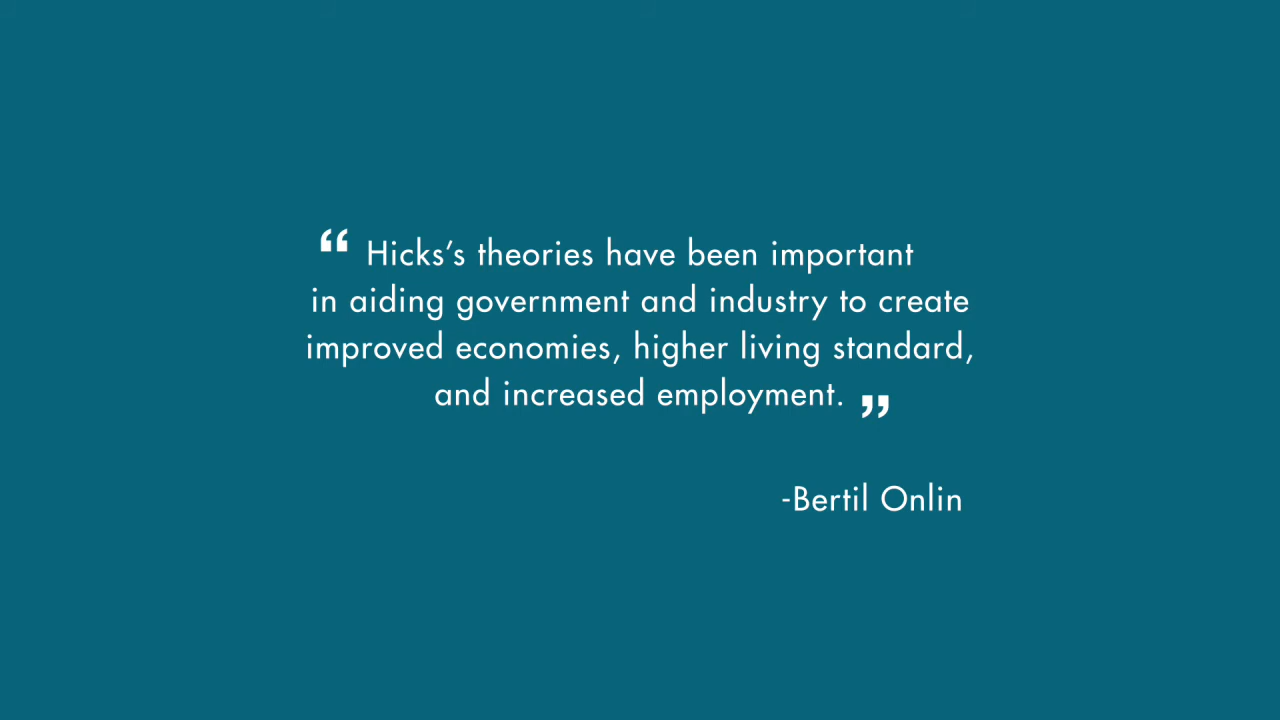 “ Hicks’s theories have been important
in aiding government and industry to create
improved economies, higher living standard,
and increased employment. ”
-Bertil Onlin